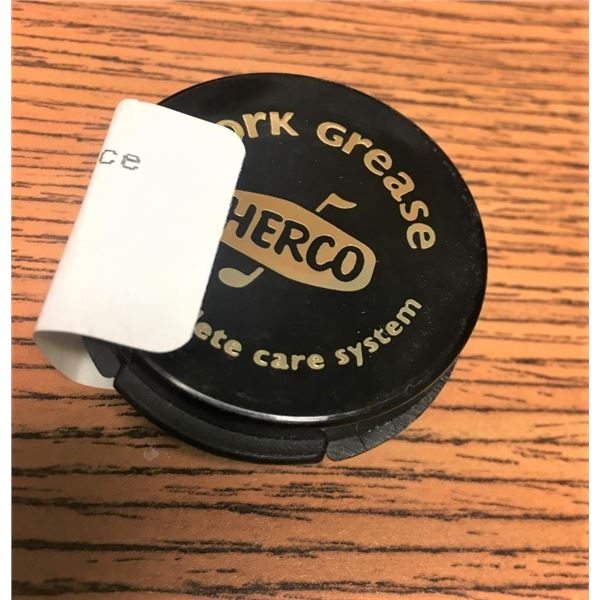 ork Grease
ce
HERCO
lete care system